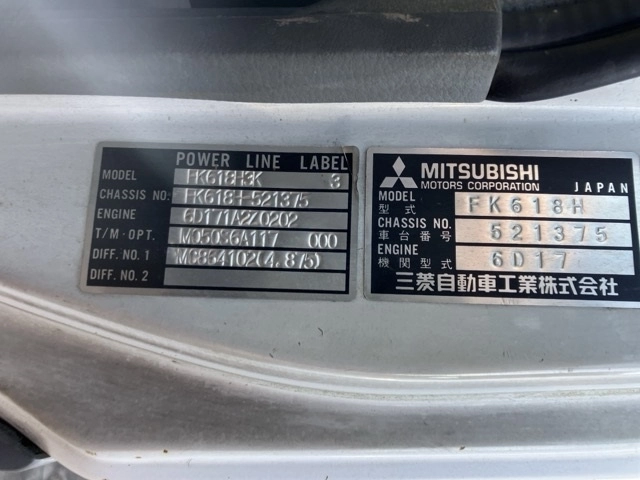 POWER LINE LABEL
MODEL FK618H3K 3
CHASSIS NO: FK618H-521375
ENGINE 6D171A2Z0202
T/M·OPT. M05036A117 000
DIFF. NO. 1 MC864102(4.875)
DIFF. NO. 2
MITSUBISHI
MOTORS CORPORATION JAPAN
MODEL
型式 FK618H
CHASSIS NO.
車台番号 521375
ENGINE
機関型式 6D17
三菱自動車工業株式会社